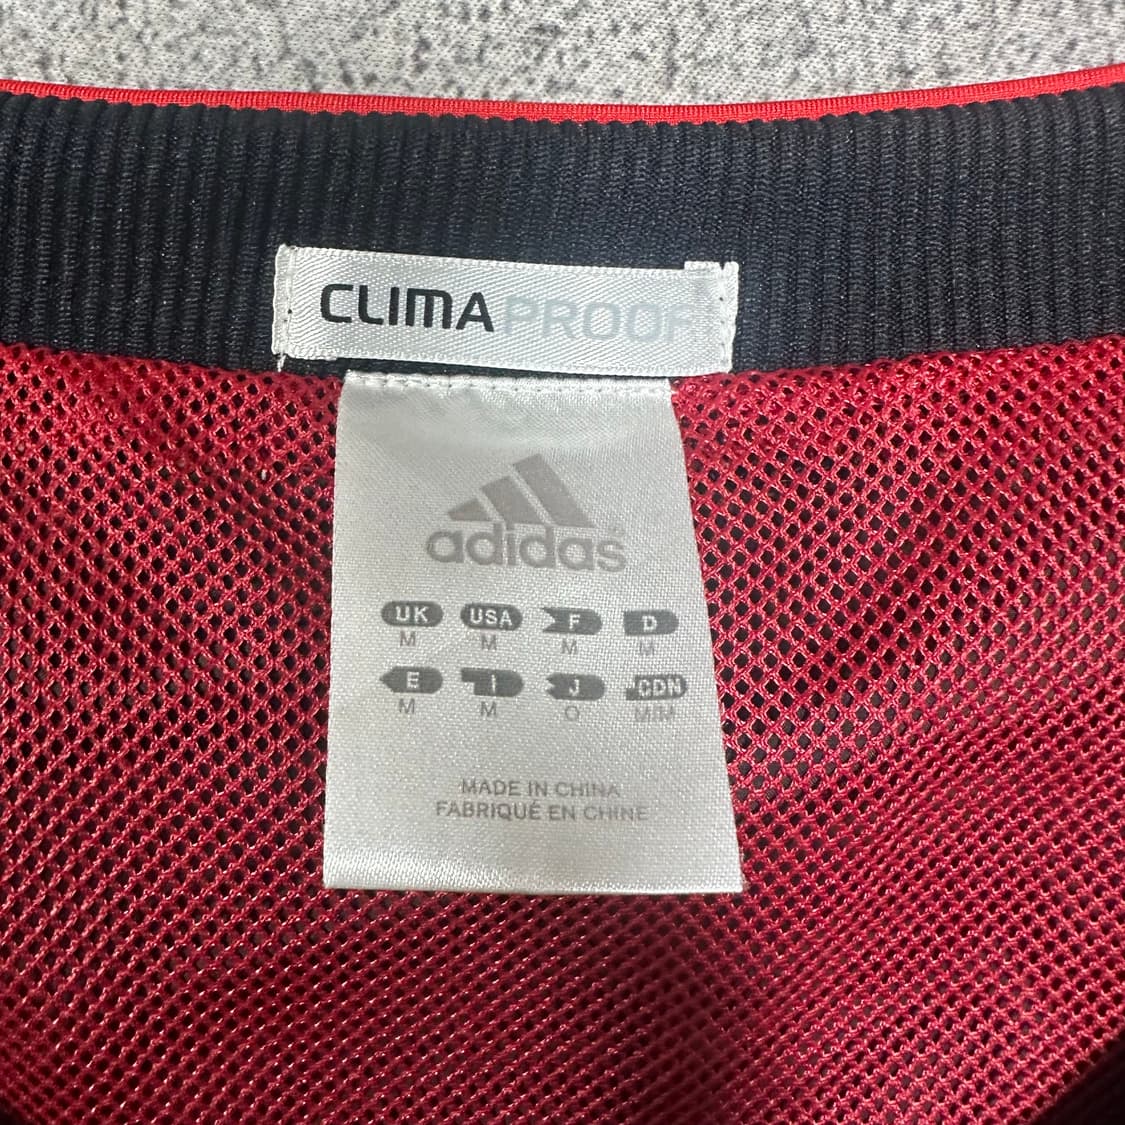 CLIMAPROOF
adidas
UK USA F D
M M M M
E I J CDN
M M O M/M
MADE IN CHINA
FABRIQUÉ EN CHINE